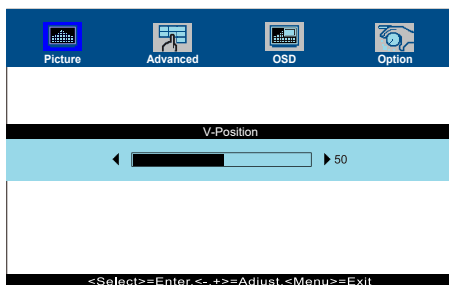 Picture Advanced OSD Option
V-Position
50
<Select>=Enter,<-,+>=Adjust,<Menu>=Exit